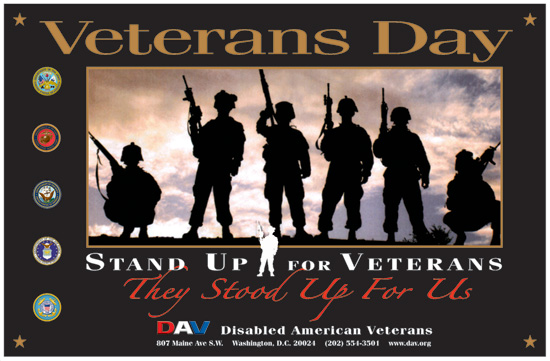 Veterans Day
STAND UP FOR VETERANS
They Stood Up For Us
DAV Disabled American Veterans
807 Maine Ave S.W. Washington, D.C. 20024 (202) 554-3501 www.dav.org